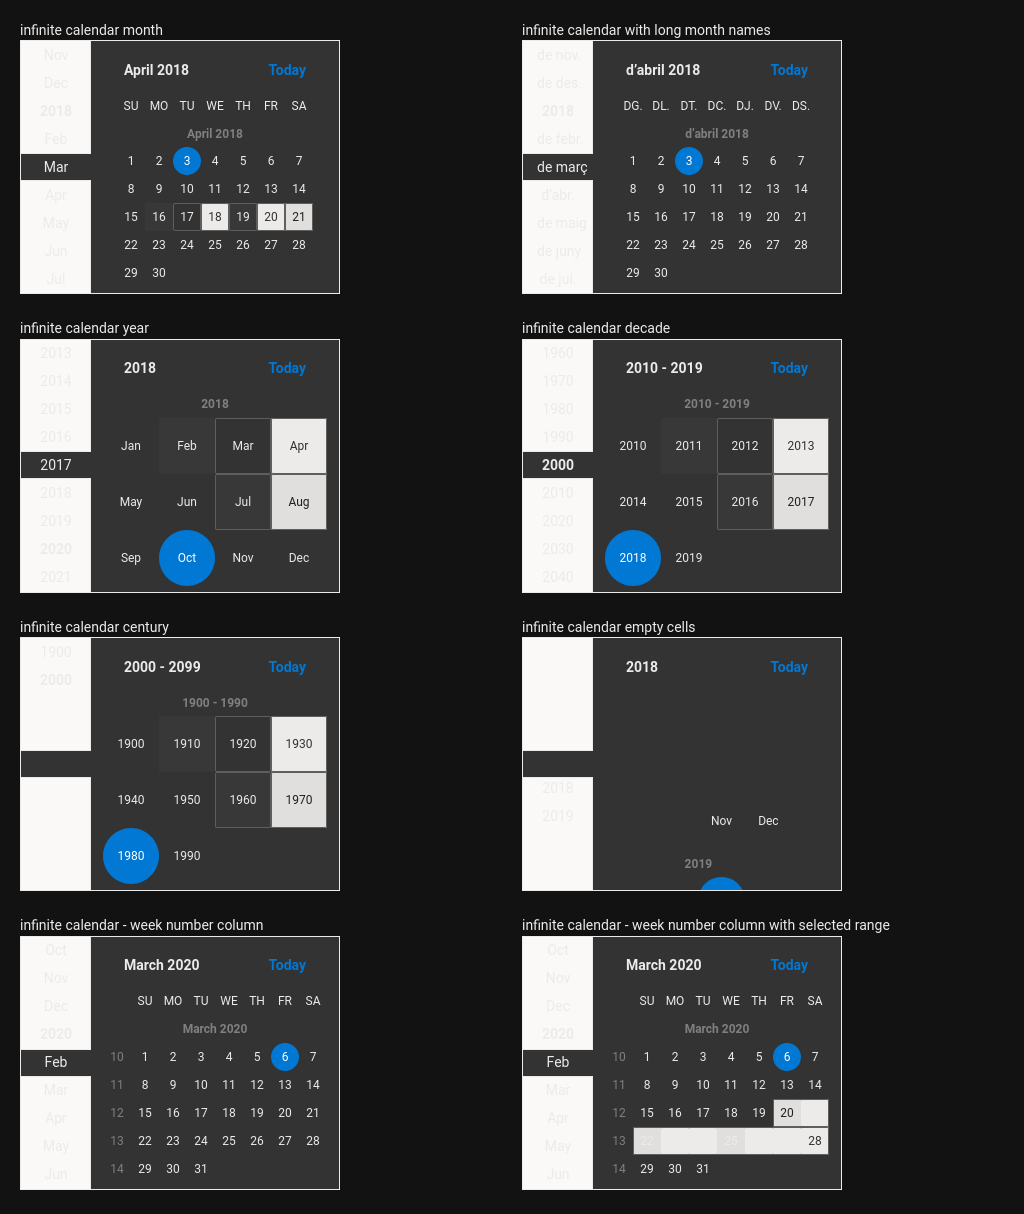 infinite calendar month
Nov
Dec
2018
Feb
Mar
Apr
May
Jun
Jul
April 2018 Today
SU MO TU WE TH FR SA
April 2018
1 2 3 4 5 6 7
8 9 10 11 12 13 14
15 16 17 18 19 20 21
22 23 24 25 26 27 28
29 30
infinite calendar with long month names
de nov.
de des.
2018
de febr.
de març
d'abr.
de maig
de juny
de jul.
d’abril 2018 Today
DG. DL. DT. DC. DJ. DV. DS.
d’abril 2018
1 2 3 4 5 6 7
8 9 10 11 12 13 14
15 16 17 18 19 20 21
22 23 24 25 26 27 28
29 30
infinite calendar year
2013
2014
2015
2016
2017
2018
2019
2020
2021
2018 Today
2018
Jan Feb Mar Apr
May Jun Jul Aug
Sep Oct Nov Dec
infinite calendar decade
1960
1970
1980
1990
2000
2010
2020
2030
2040
2010 - 2019 Today
2010 - 2019
2010 2011 2012 2013
2014 2015 2016 2017
2018 2019
infinite calendar century
1900
2000
2000 - 2099 Today
1900 - 1990
1900 1910 1920 1930
1940 1950 1960 1970
1980 1990
infinite calendar empty cells
2018
2019
2018 Today
Nov Dec
2019
infinite calendar - week number column
Oct
Nov
Dec
2020
Feb
Mar
Apr
May
Jun
March 2020 Today
SU MO TU WE TH FR SA
March 2020
10 1 2 3 4 5 6 7
11 8 9 10 11 12 13 14
12 15 16 17 18 19 20 21
13 22 23 24 25 26 27 28
14 29 30 31
infinite calendar - week number column with selected range
Oct
Nov
Dec
2020
Feb
Mar
Apr
May
Jun
March 2020 Today
SU MO TU WE TH FR SA
March 2020
10 1 2 3 4 5 6 7
11 8 9 10 11 12 13 14
12 15 16 17 18 19 20
13 22 25 28
14 29 30 31